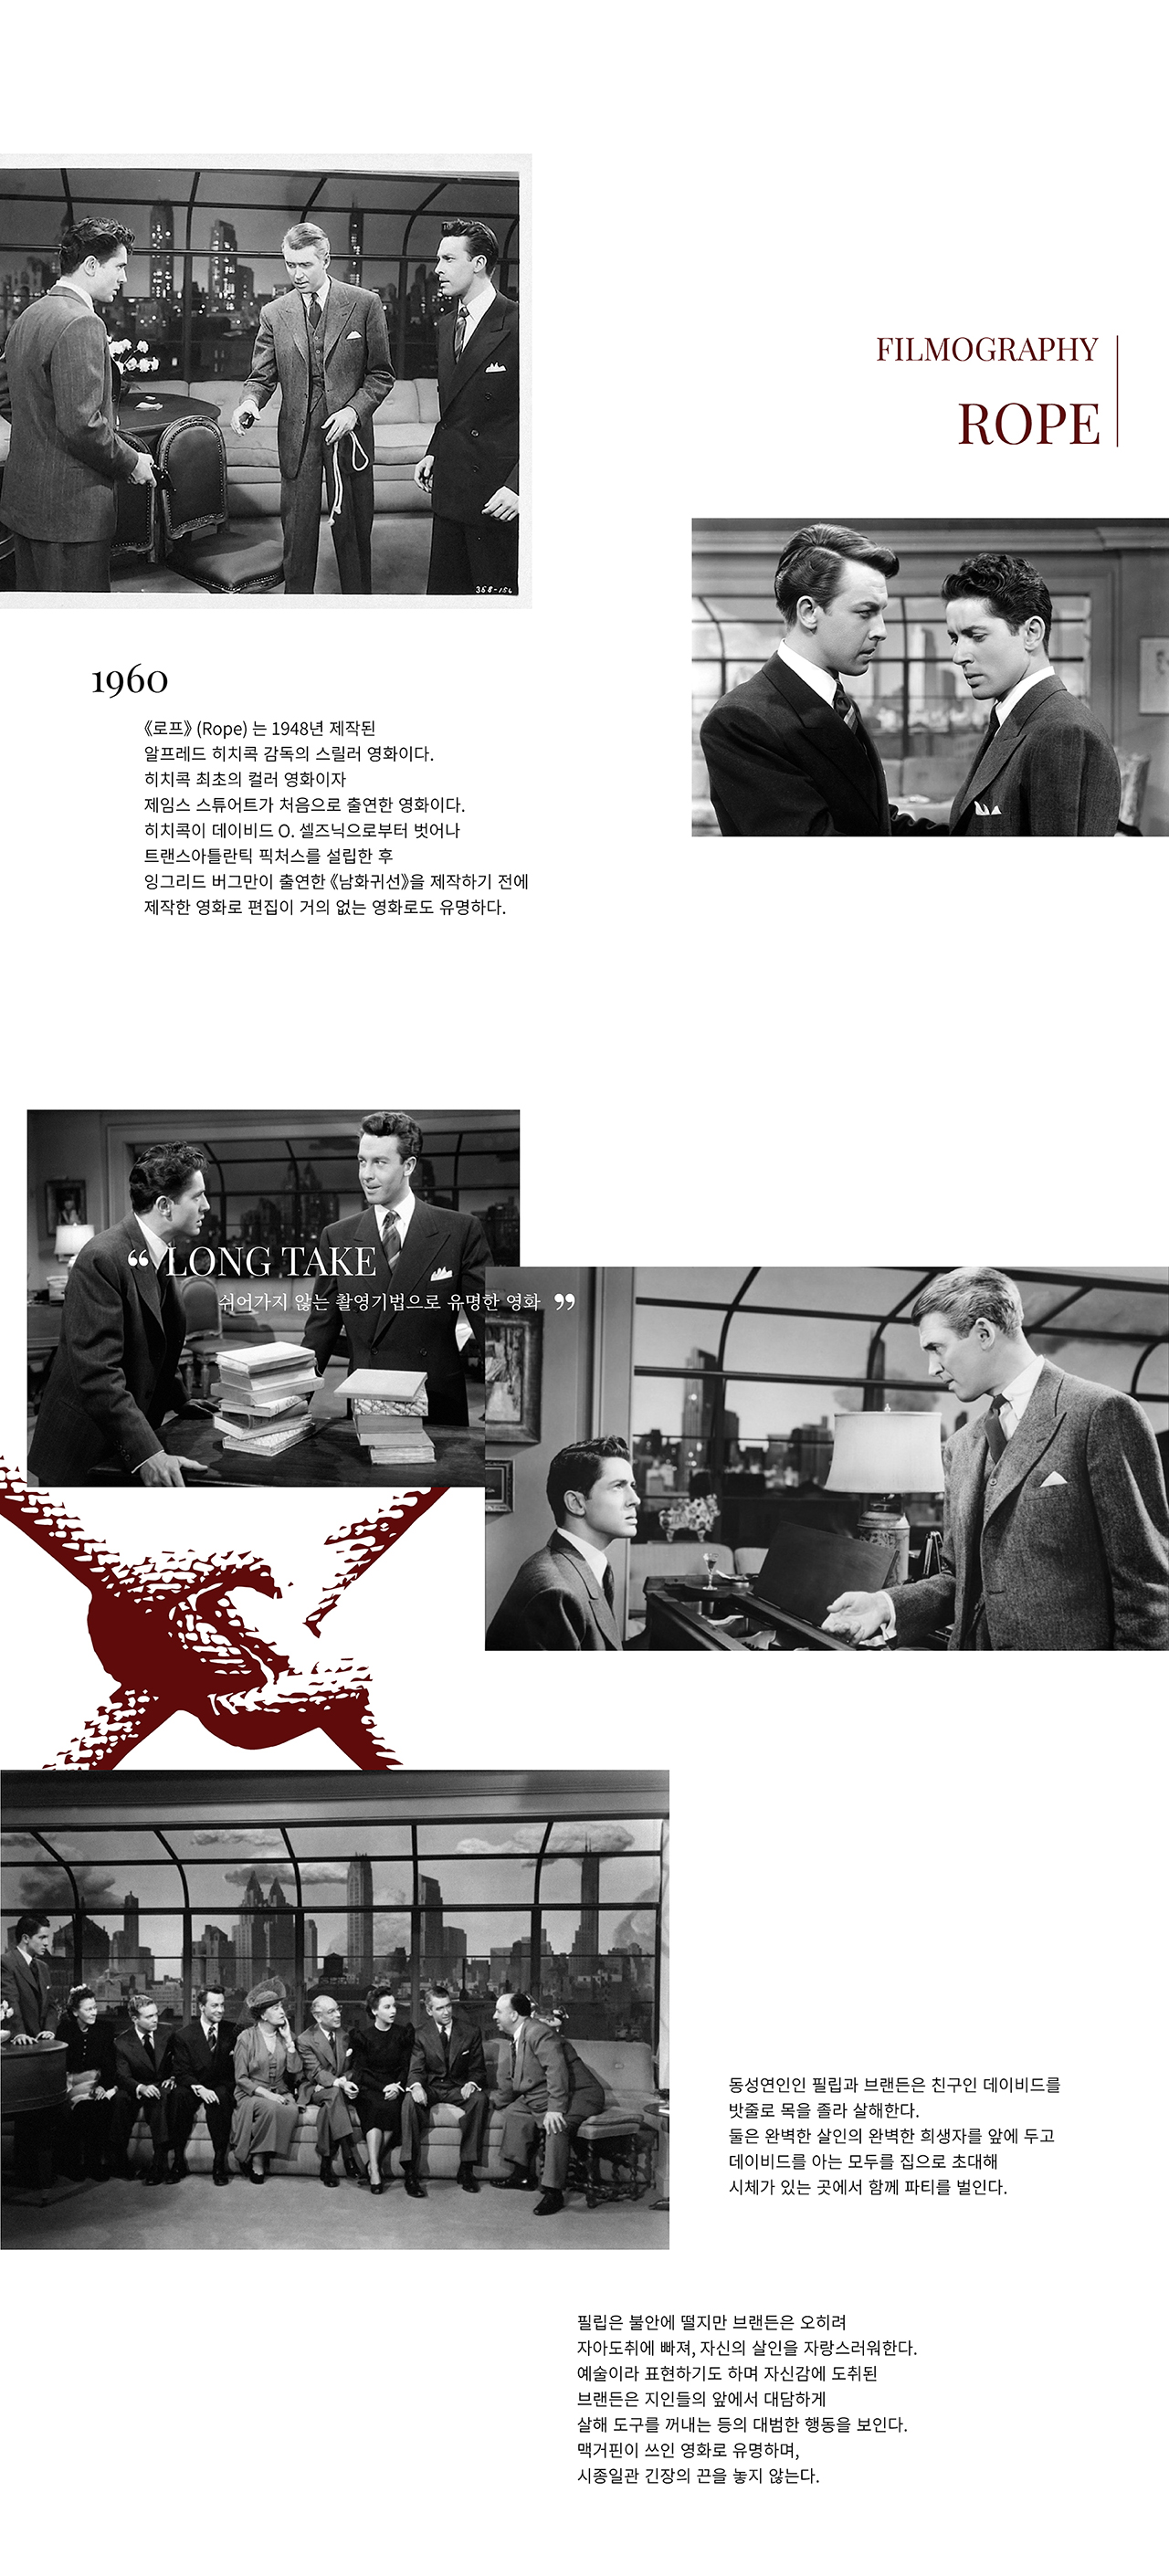 FILMOGRAPHY
ROPE
1960
《로프》 (Rope) 는 1948년 제작된
알프레드 히치콕 감독의 스릴러 영화이다.
히치콕 최초의 컬러 영화이자
제임스 스튜어트가 처음으로 출연한 영화이다.
히치콕이 데이비드 O. 셀즈닉으로부터 벗어나
트랜스아틀란틱 픽처스를 설립한 후
잉그리드 버그만이 출연한 《남화귀선》을 제작하기 전에
제작한 영화로 편집이 거의 없는 영화로도 유명하다.
“ LONG TAKE
쉬어가지 않는 촬영기법으로 유명한 영화 ”
동성연인인 필립과 브랜든은 친구인 데이비드를
밧줄로 목을 졸라 살해한다.
둘은 완벽한 살인의 완벽한 희생자를 앞에 두고
데이비드를 아는 모두를 집으로 초대해
시체가 있는 곳에서 함께 파티를 벌인다.
필립은 불안에 떨지만 브랜든은 오히려
자아도취에 빠져, 자신의 살인을 자랑스러워한다.
예술이라 표현하기도 하며 자신감에 도취된
브랜든은 지인들의 앞에서 대담하게
살해 도구를 꺼내는 등의 대범한 행동을 보인다.
맥거핀이 쓰인 영화로 유명하며,
시종일관 긴장의 끈을 놓지 않는다.